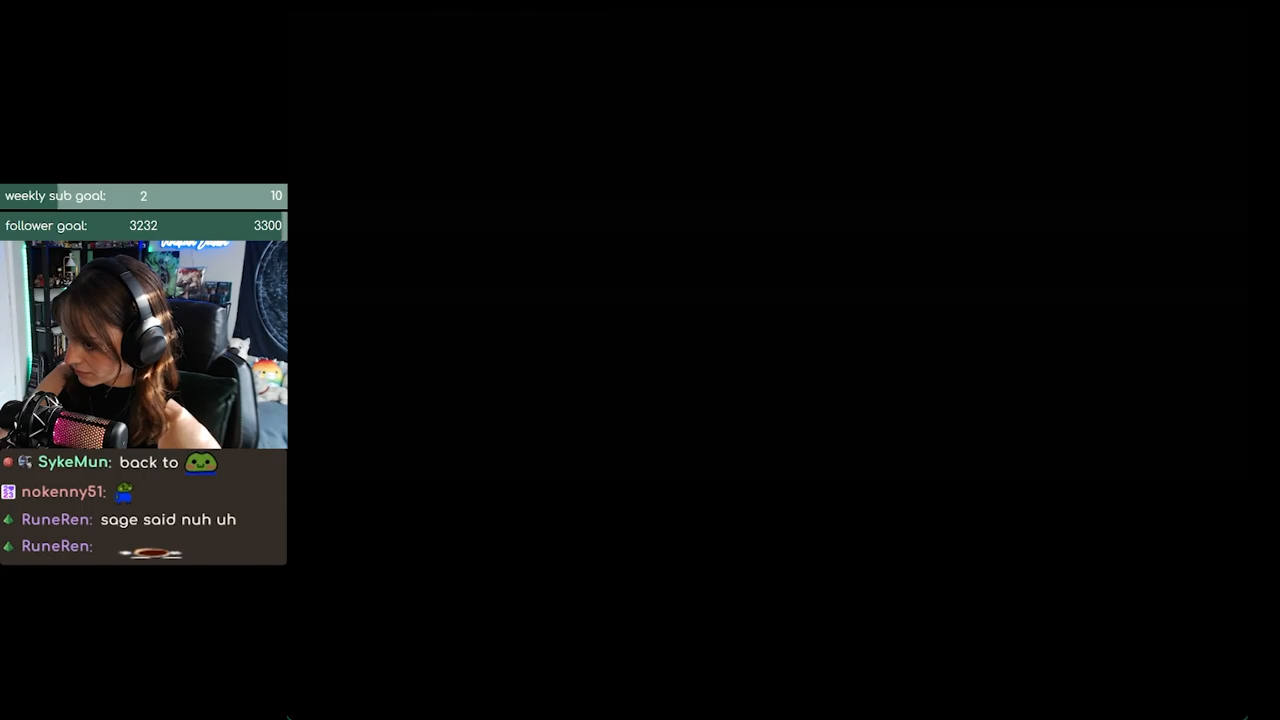 weekly sub goal: 2 10
follower goal: 3232 3300
SykeMun: back to
nokenny51:
RuneRen: sage said nuh uh
RuneRen: